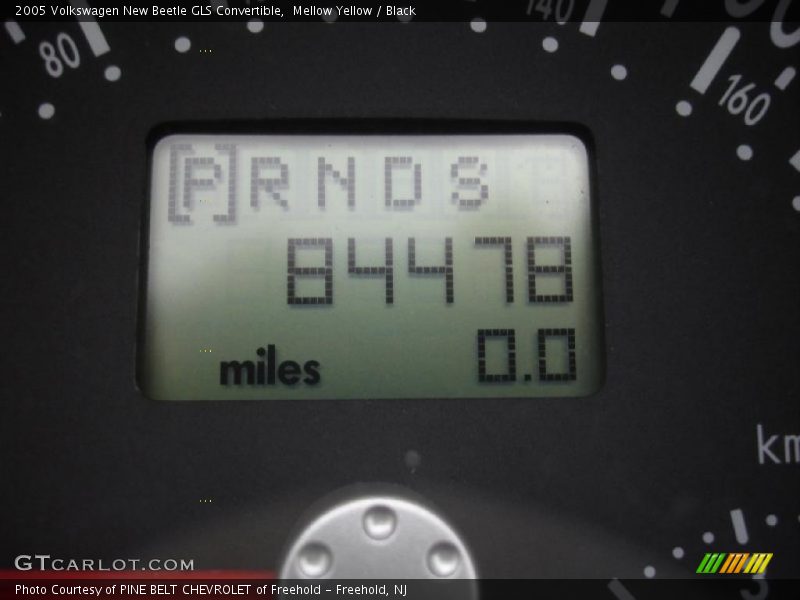 2005 Volkswagen New Beetle GLS Convertible, Mellow Yellow / Black
80
140
160
[P] R N D S
84478
miles 0.0
km
GTCARLOT.COM
Photo Courtesy of PINE BELT CHEVROLET of Freehold - Freehold, NJ